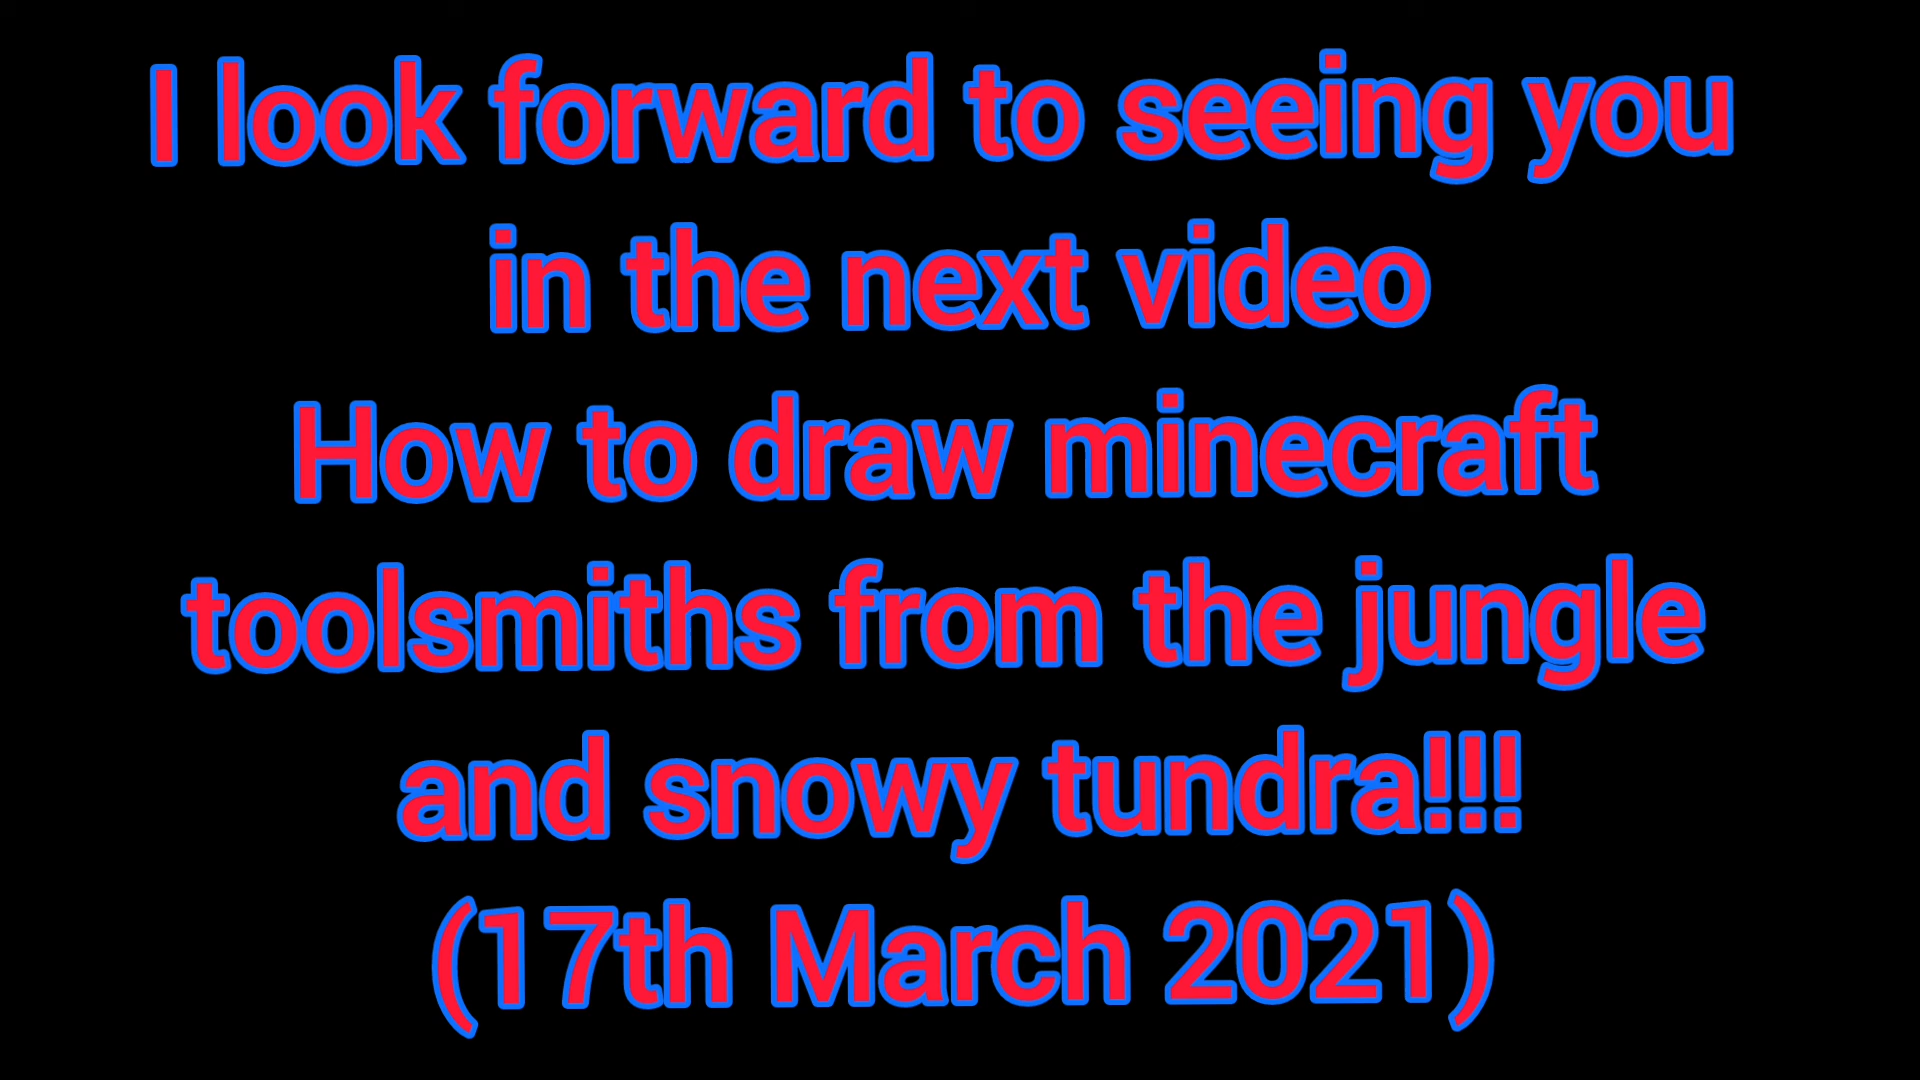 I look forward to seeing you
in the next video
How to draw minecraft
toolsmiths from the jungle
and snowy tundra!!!
(17th March 2021)